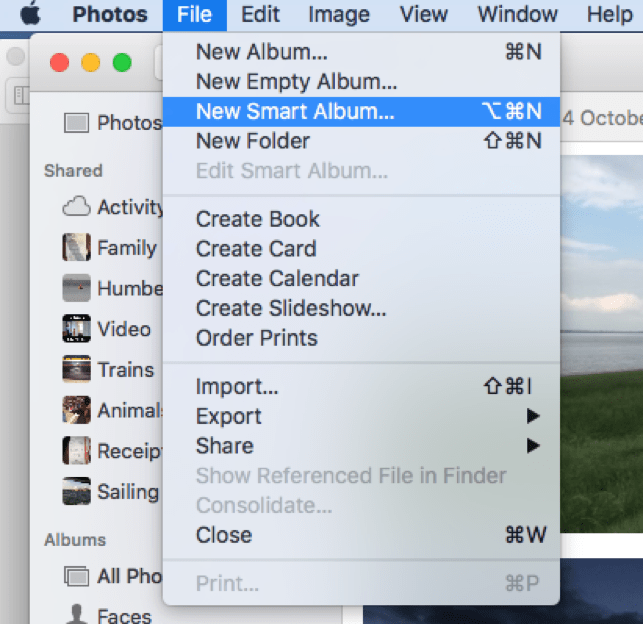 Photos File Edit Image View Window Help
New Album... ⌘N
New Empty Album...
New Smart Album... ⌥⌘N
New Folder ⇧⌘N
Edit Smart Album...
Create Book
Create Card
Create Calendar
Create Slideshow...
Order Prints
Import... ⇧⌘I
Export
Share
Show Referenced File in Finder
Consolidate...
Close ⌘W
Print... ⌘P
Photos
Shared
Activity
Family
Humbe
Video
Trains
Animals
Receip
Sailing
Albums
All Pho
Faces
4 Octobe